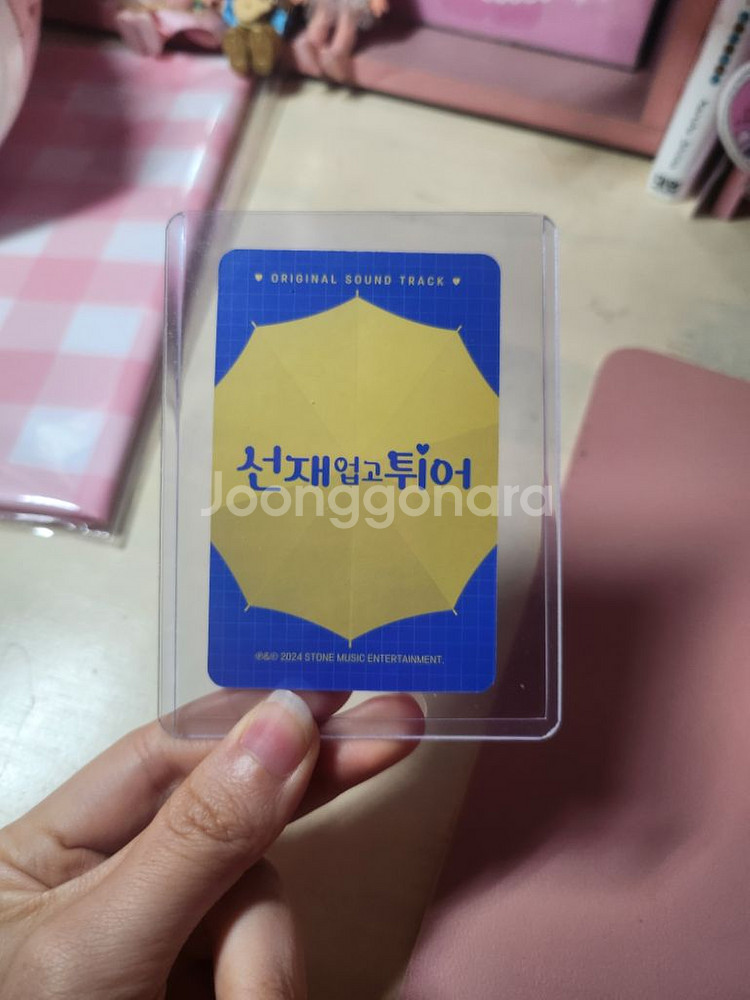 ♥ ORIGINAL SOUND TRACK ♥
선재업고튀어
Joonggonara
℗&© 2024 STONE MUSIC ENTERTAINMENT.